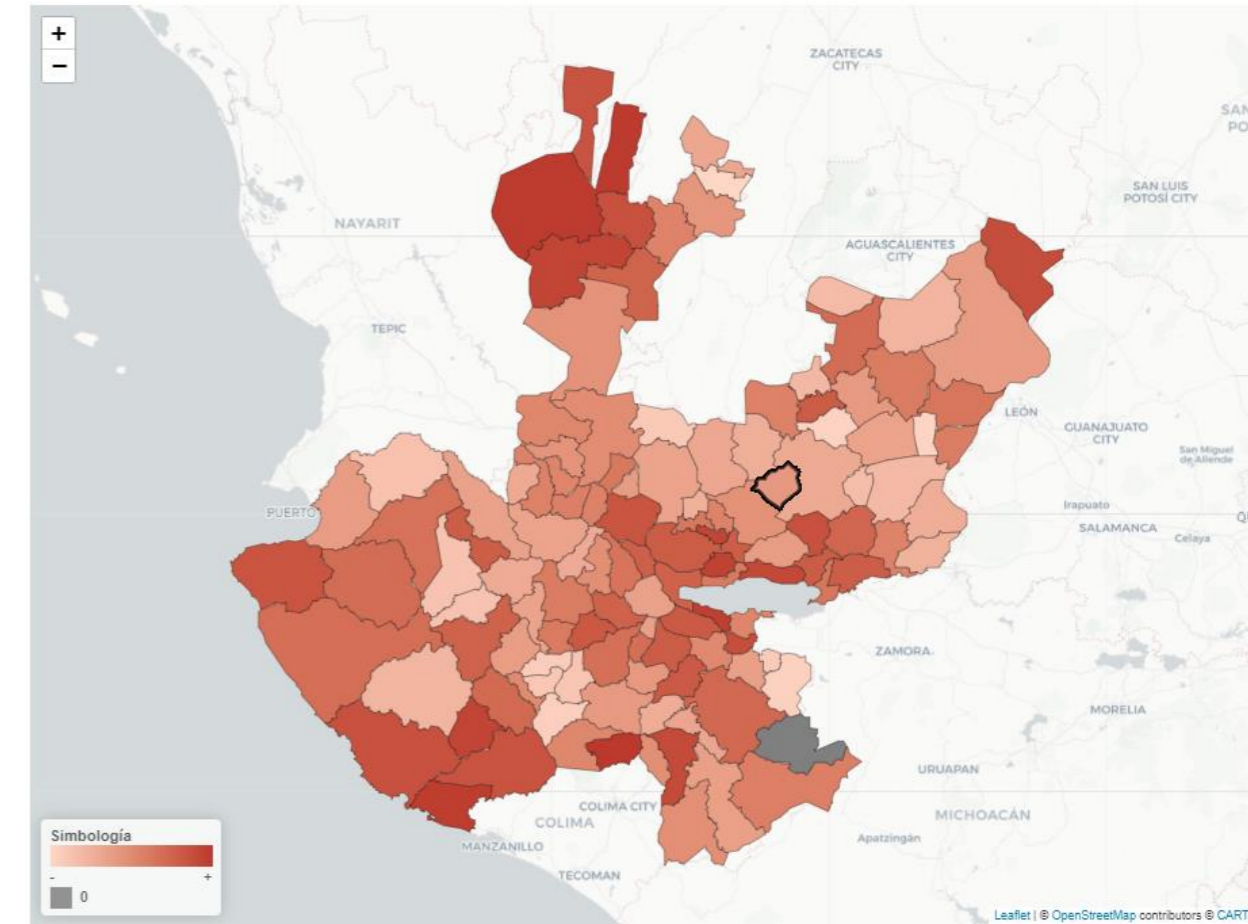 +
−
ZACATECAS
CITY
SAN
PO
SAN LUIS
POTOSÍ CITY
NAYARIT
AGUASCALIENTES
CITY
TEPIC
LEÓN
GUANAJUATO
CITY
San Miguel
de Allende
PUERTO
Irapuato
SALAMANCA
Q
Celaya
ZAMORA
MORELIA
URUAPAN
COLIMA CITY
COLIMA
MICHOACÁN
Simbología
- +
0
MANZANILLO
Apatzingán
TECOMAN
Leaflet | © OpenStreetMap contributors © CART